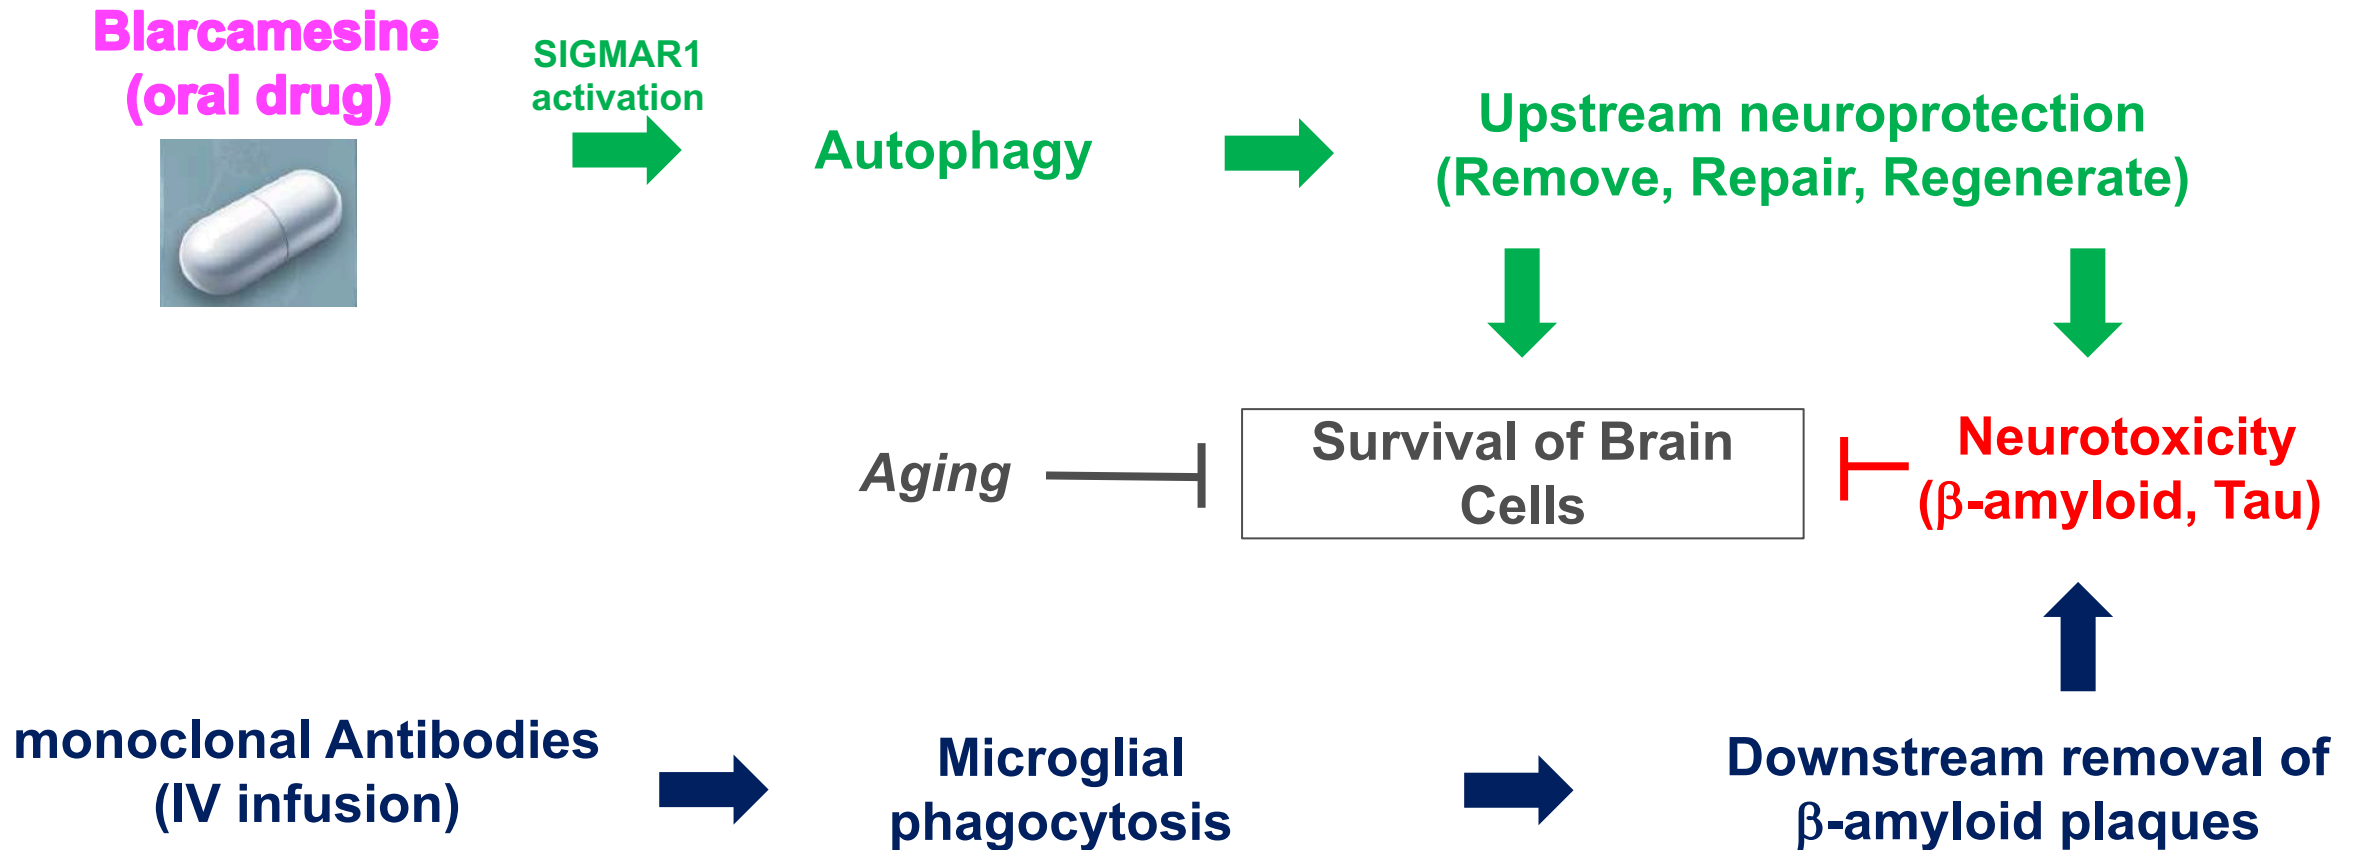 Blarcamesine
(oral drug)
SIGMAR1
activation
Autophagy
Upstream neuroprotection
(Remove, Repair, Regenerate)
Aging
Survival of Brain
Cells
Neurotoxicity
(β-amyloid, Tau)
monoclonal Antibodies
(IV infusion)
Microglial
phagocytosis
Downstream removal of
β-amyloid plaques